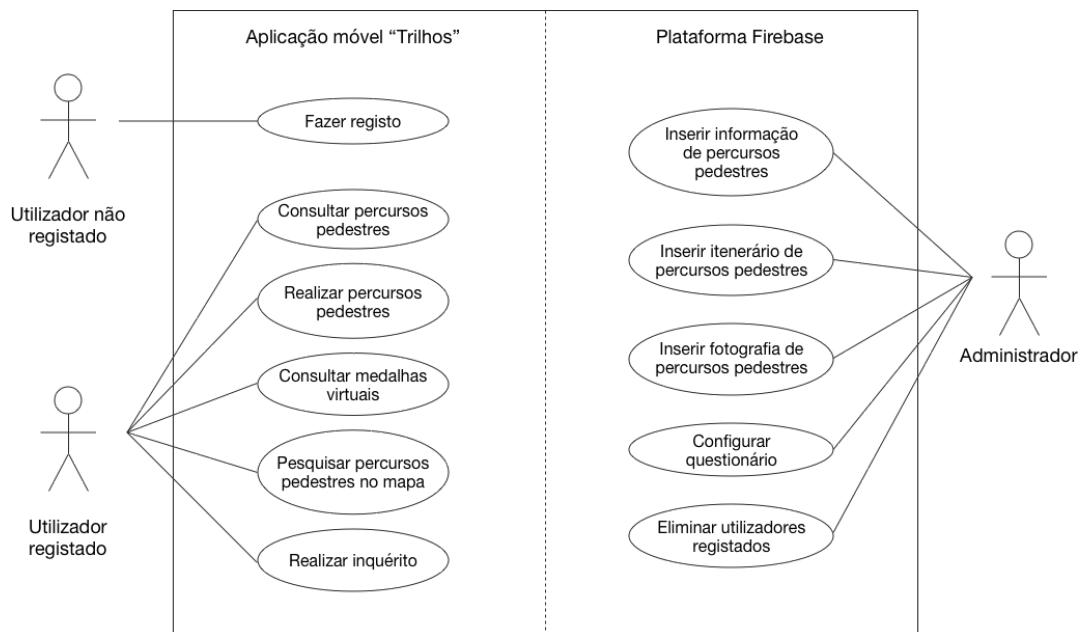 Aplicação móvel “Trilhos”
Plataforma Firebase
Fazer registo
Utilizador não
registado
Consultar percursos
pedestres
Realizar percursos
pedestres
Consultar medalhas
virtuais
Pesquisar percursos
pedestres no mapa
Realizar inquérito
Utilizador
registado
Inserir informação
de percursos
pedestres
Inserir itenerário de
percursos pedestres
Inserir fotografia de
percursos pedestres
Configurar
questionário
Eliminar utilizadores
registados
Administrador